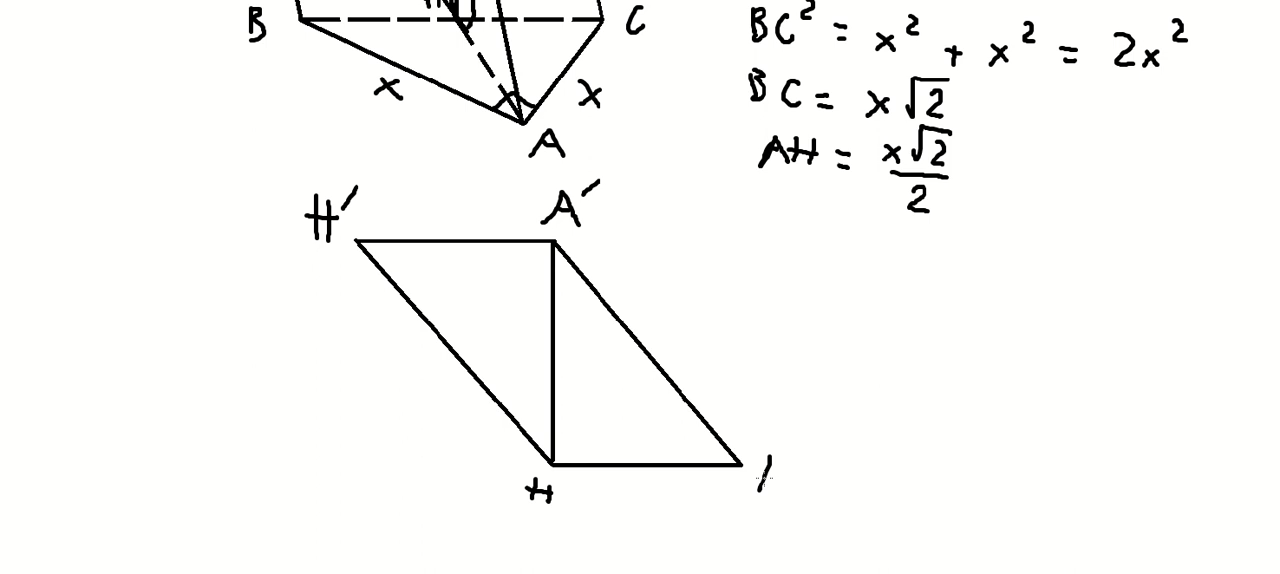 B
C
x
x
A
BC² = x² + x² = 2x²
BC = x√2
AH = x√2/2
H′
A′
H